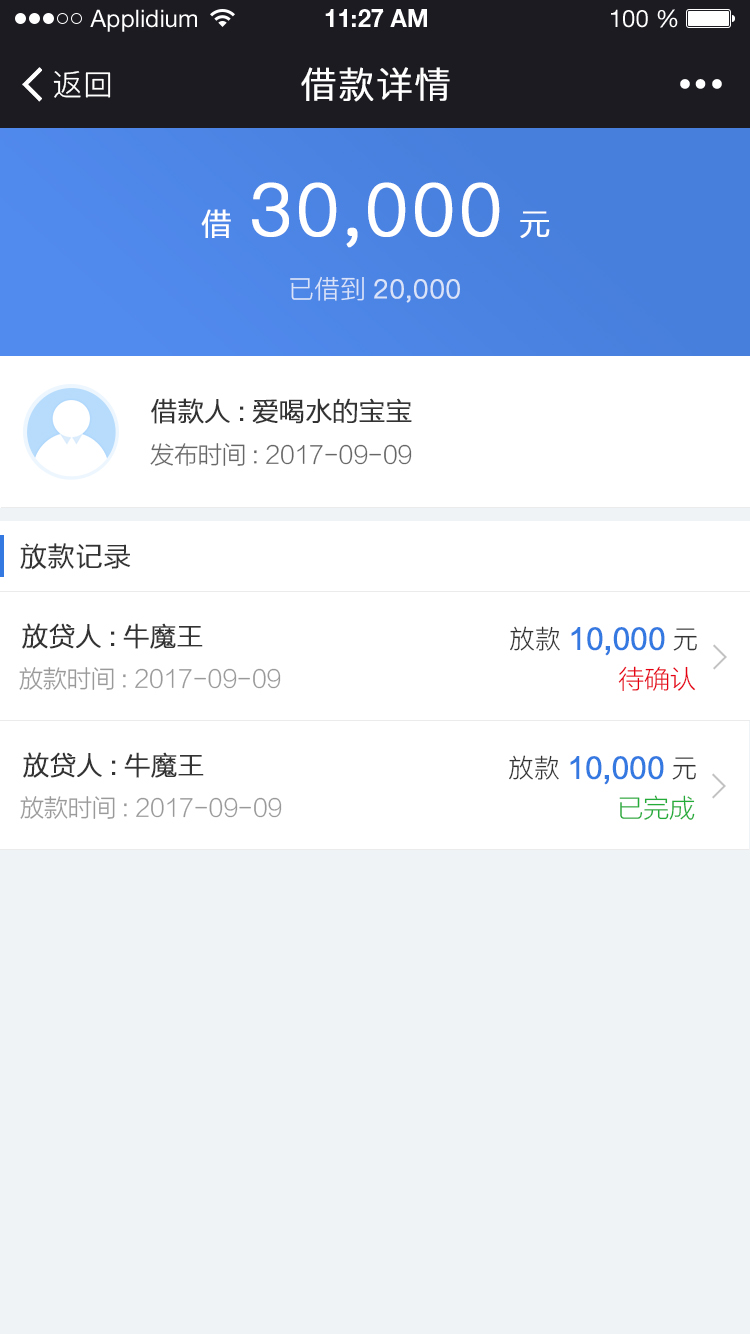 Applidium 11:27 AM 100 %
返回 借款详情
借 30,000 元
已借到 20,000
借款人 : 爱喝水的宝宝
发布时间 : 2017-09-09
放款记录
放贷人 : 牛魔王 放款 10,000 元
放款时间 : 2017-09-09 待确认
放贷人 : 牛魔王 放款 10,000 元
放款时间 : 2017-09-09 已完成